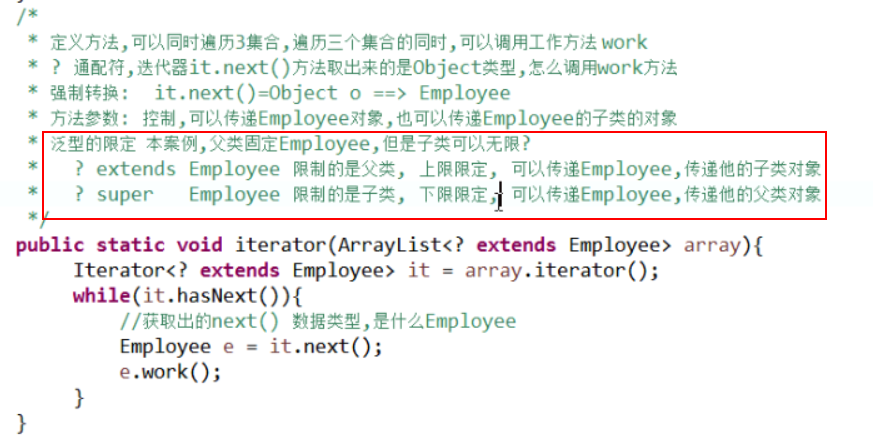 /*
 * 定义方法,可以同时遍历3集合,遍历三个集合的同时,可以调用工作方法 work
 * ? 通配符,迭代器it.next()方法取出来的是Object类型,怎么调用work方法
 * 强制转换: it.next()=Object o ==> Employee
 * 方法参数: 控制,可以传递Employee对象,也可以传递Employee的子类的对象
 * 泛型的限定 本案例,父类固定Employee,但是子类可以无限?
 * ? extends Employee 限制的是父类, 上限限定, 可以传递Employee,传递他的子类对象
 * ? super Employee 限制的是子类, 下限限定, 可以传递Employee,传递他的父类对象
 */
public static void iterator(ArrayList<? extends Employee> array){
Iterator<? extends Employee> it = array.iterator();
while(it.hasNext()){
//获取出的next() 数据类型,是什么Employee
Employee e = it.next();
e.work();
}
}